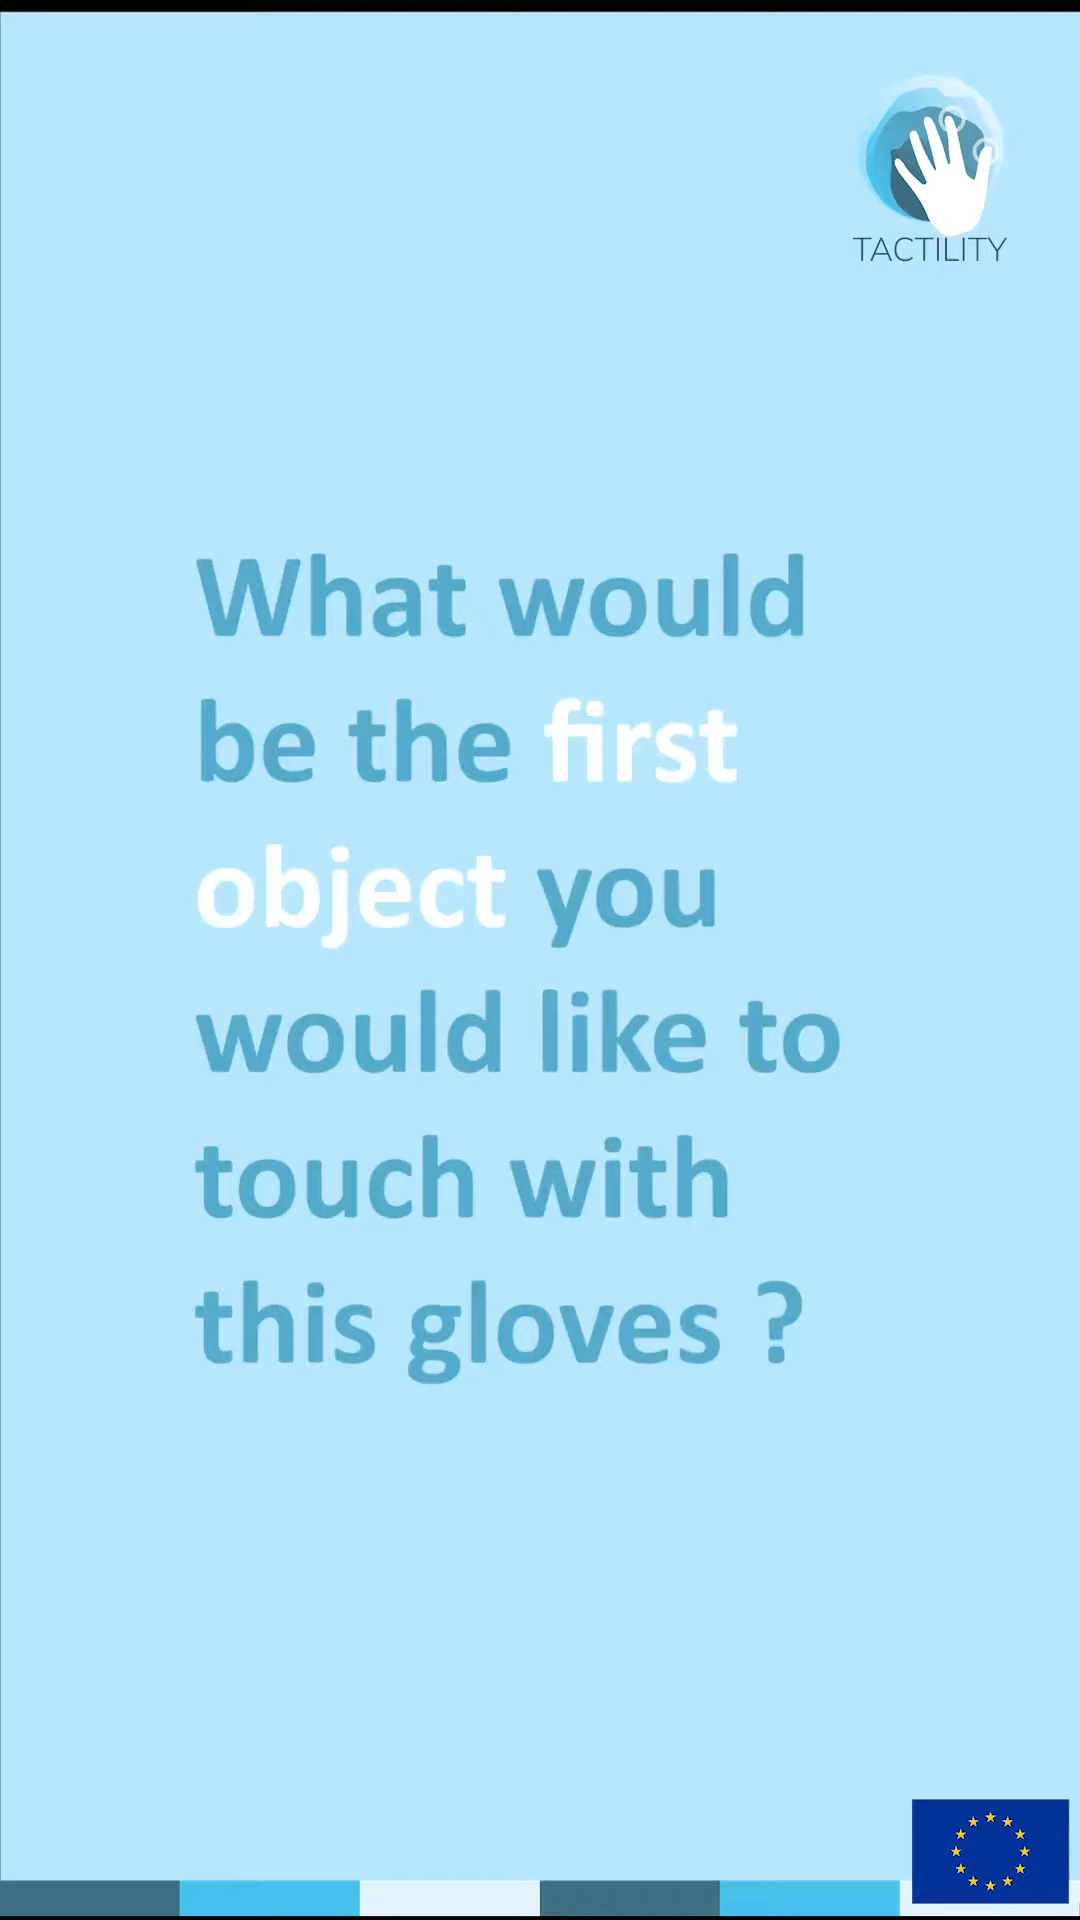 TACTILITY
What would
be the first
object you
would like to
touch with
this gloves ?